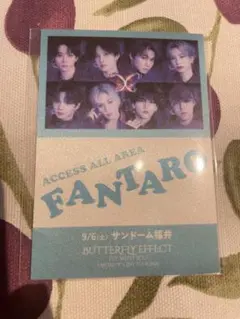 ACCESS ALL AREA
FANTARO
9/6(土) サンドーム福井
BUTTERFLY EFFECT